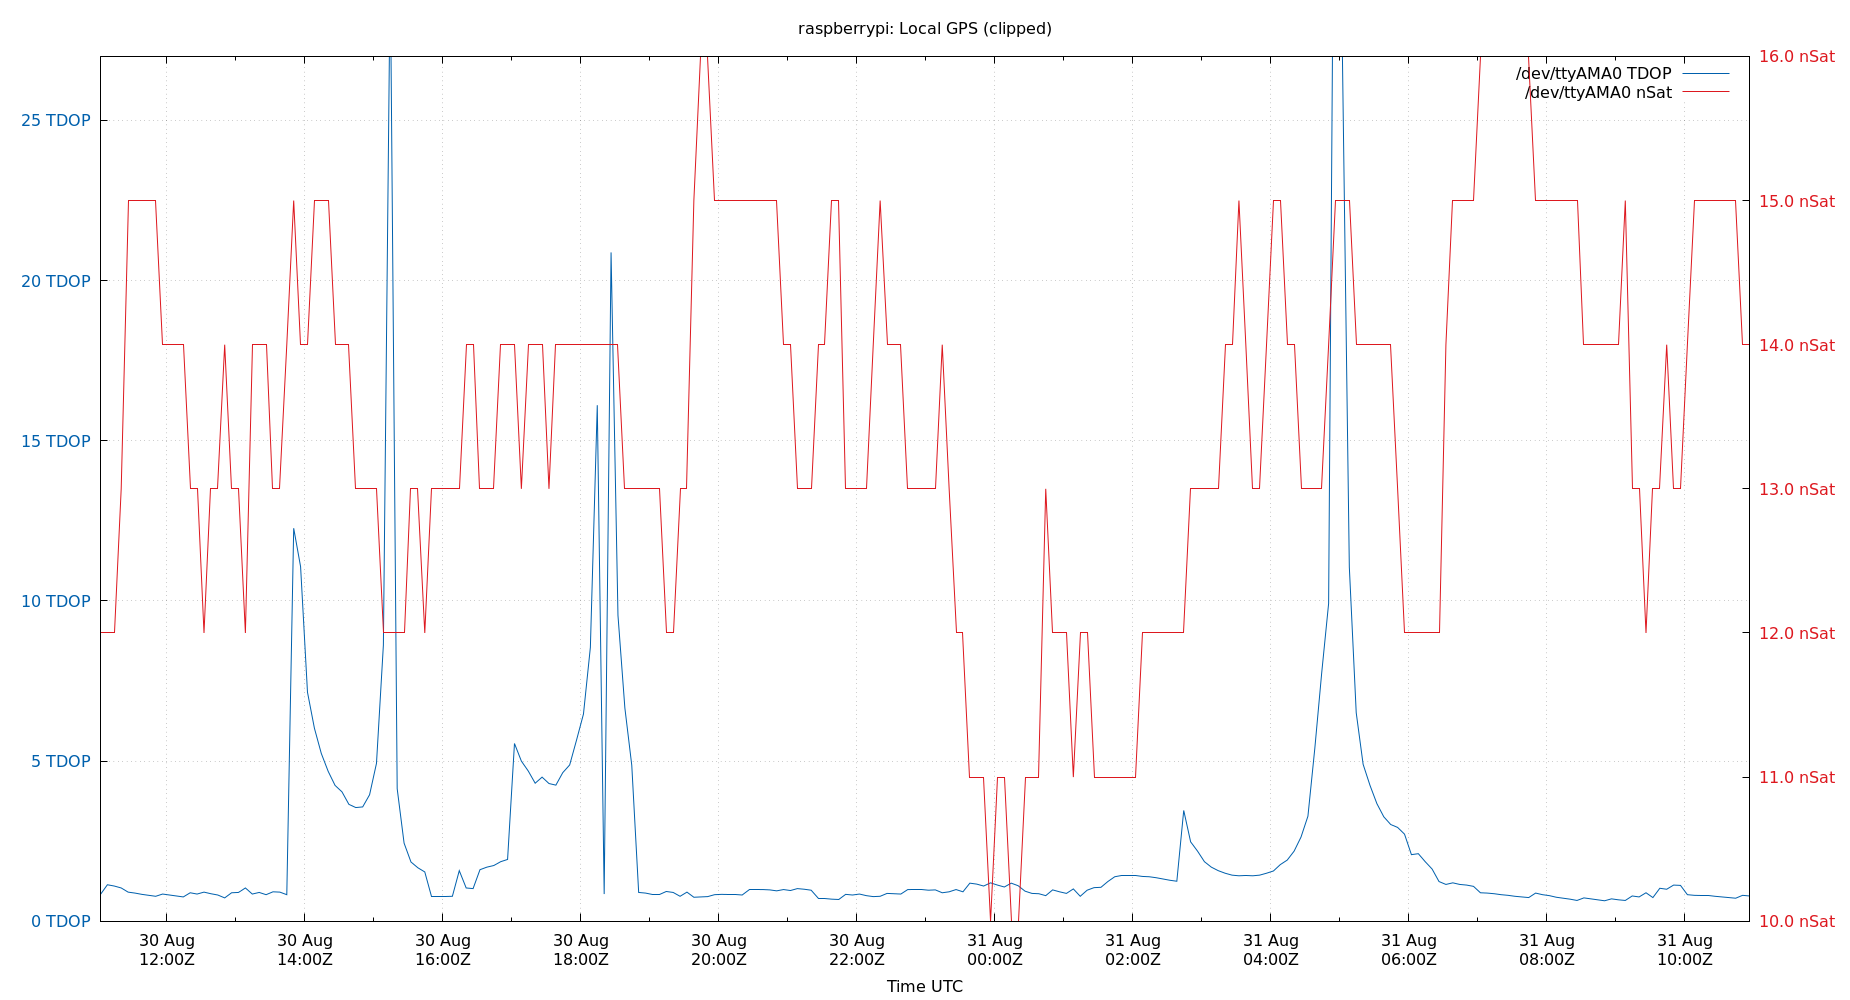 raspberrypi: Local GPS (clipped)
16.0 nSat
/dev/ttyAMA0 TDOP
/dev/ttyAMA0 nSat
25 TDOP
15.0 nSat
20 TDOP
14.0 nSat
15 TDOP
13.0 nSat
10 TDOP
12.0 nSat
5 TDOP
11.0 nSat
0 TDOP
10.0 nSat
30 Aug 30 Aug 30 Aug 30 Aug 30 Aug 30 Aug 31 Aug 31 Aug 31 Aug 31 Aug 31 Aug 31 Aug
12:00Z 14:00Z 16:00Z 18:00Z 20:00Z 22:00Z 00:00Z 02:00Z 04:00Z 06:00Z 08:00Z 10:00Z
Time UTC